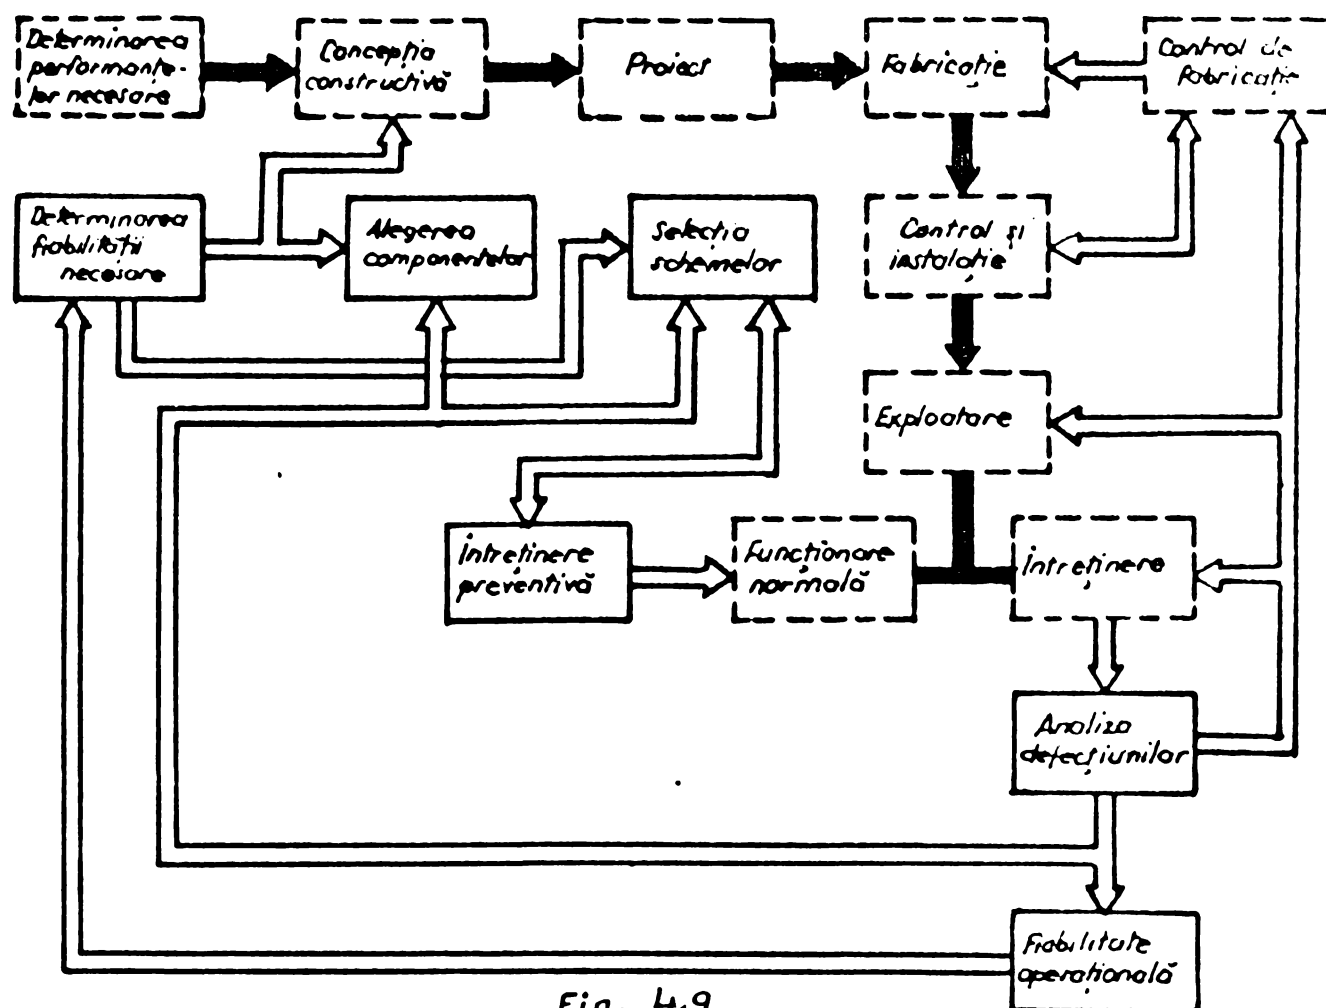 Determinarea
performanțe-
lor necesare
Concepția
constructivă
Proiect
Fabricație
Control de
fabricație
Determinarea
fiabilității
necesare
Alegerea
componentelor
Selecția
schemelor
Control și
instalație
Exploatare
Întreținere
preventivă
Funcționare
normală
Întreținere
Analiza
defecțiunilor
Fiabilitate
operațională
Fig. 4.9